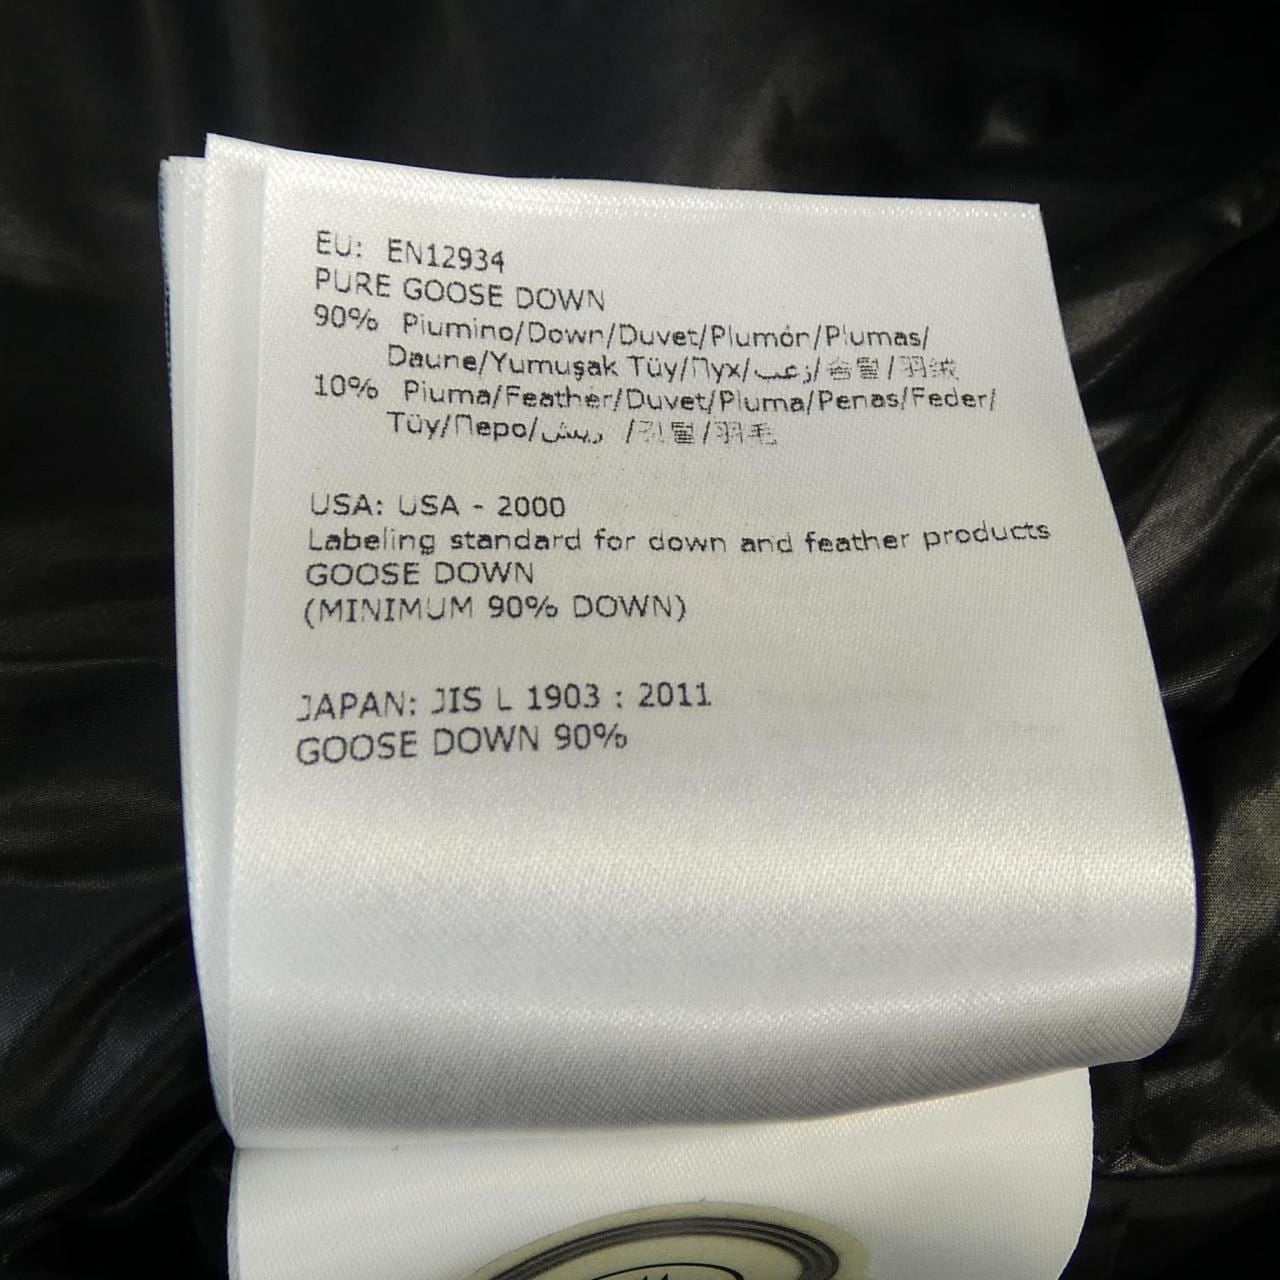 EU: EN12934
PURE GOOSE DOWN
90% Piumino/Down/Duvet/Plumón/Plumas/
Daune/Yumuşak Tüy/Пух/زغب/솜털/羽绒
10% Piuma/Feather/Duvet/Pluma/Penas/Feder/
Tüy/Перо/ريش /깃털/羽毛
USA: USA - 2000
Labeling standard for down and feather products
GOOSE DOWN
(MINIMUM 90% DOWN)
JAPAN: JIS L 1903 : 2011
GOOSE DOWN 90%